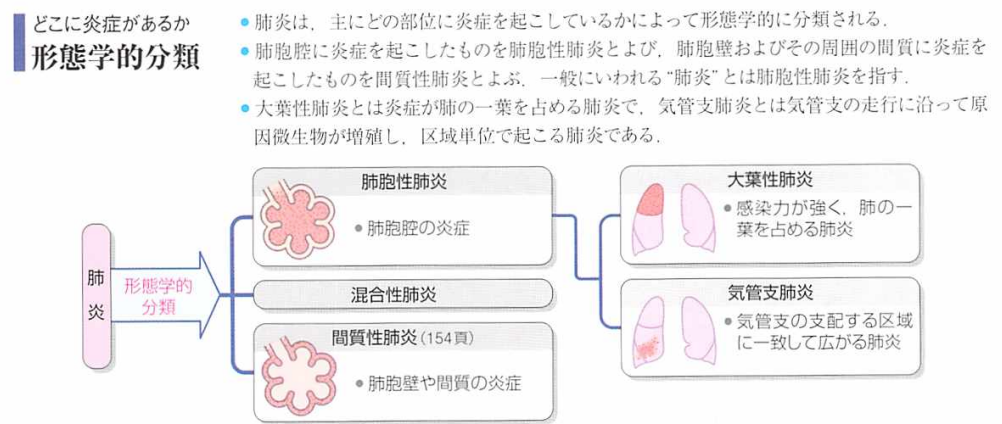 どこに炎症があるか
形態学的分類
● 肺炎は，主にどの部位に炎症を起こしているかによって形態学的に分類される．
● 肺胞腔に炎症を起こしたものを肺胞性肺炎とよび，肺胞壁およびその周囲の間質に炎症を
起こしたものを間質性肺炎とよぶ．一般にいわれる“肺炎”とは肺胞性肺炎を指す．
● 大葉性肺炎とは炎症が肺の一葉を占める肺炎で，気管支肺炎とは気管支の走行に沿って原
因微生物が増殖し，区域単位で起こる肺炎である．
肺炎
形態学的
分類
肺胞性肺炎
● 肺胞腔の炎症
混合性肺炎
間質性肺炎（154頁）
● 肺胞壁や間質の炎症
大葉性肺炎
● 感染力が強く，肺の一
葉を占める肺炎
気管支肺炎
● 気管支の支配する区域
に一致して広がる肺炎